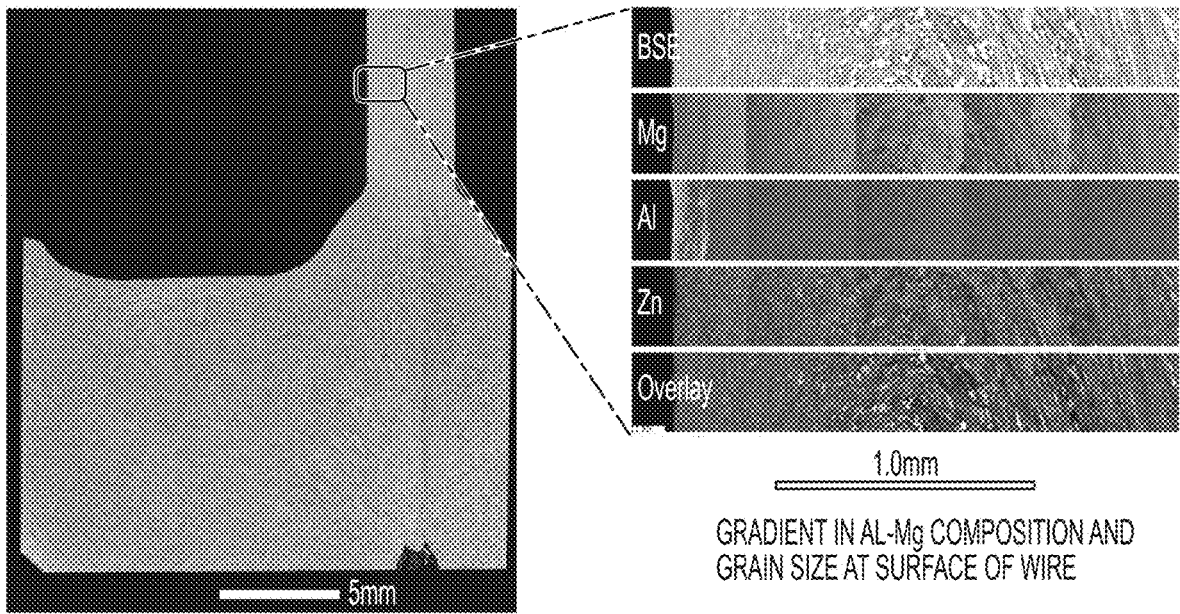 BSE
Mg
Al
Zn
Overlay
5mm
1.0mm
GRADIENT IN AL-Mg COMPOSITION AND
GRAIN SIZE AT SURFACE OF WIRE